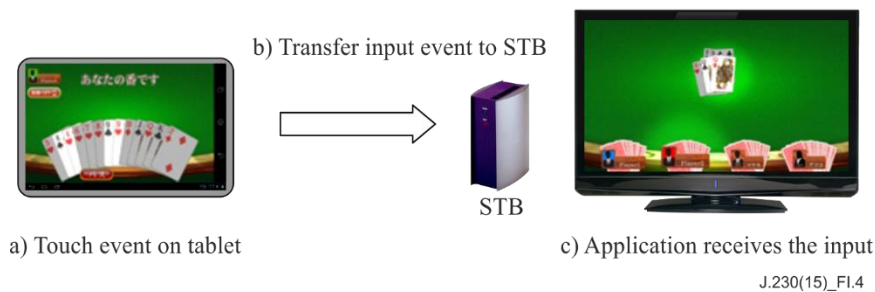 b) Transfer input event to STB
あなたの番です
STB
a) Touch event on tablet
c) Application receives the input
J.230(15)_FI.4